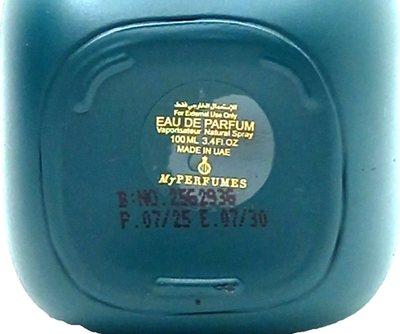 للإستعمال الخارجي فقط
For External Use Only
EAU DE PARFUM
Vaporisateur Natural Spray
100 ML 3.4 Fl.OZ
MADE IN UAE
MyPERFUMES
B:NO.2562936
P.07/25 E.07/30